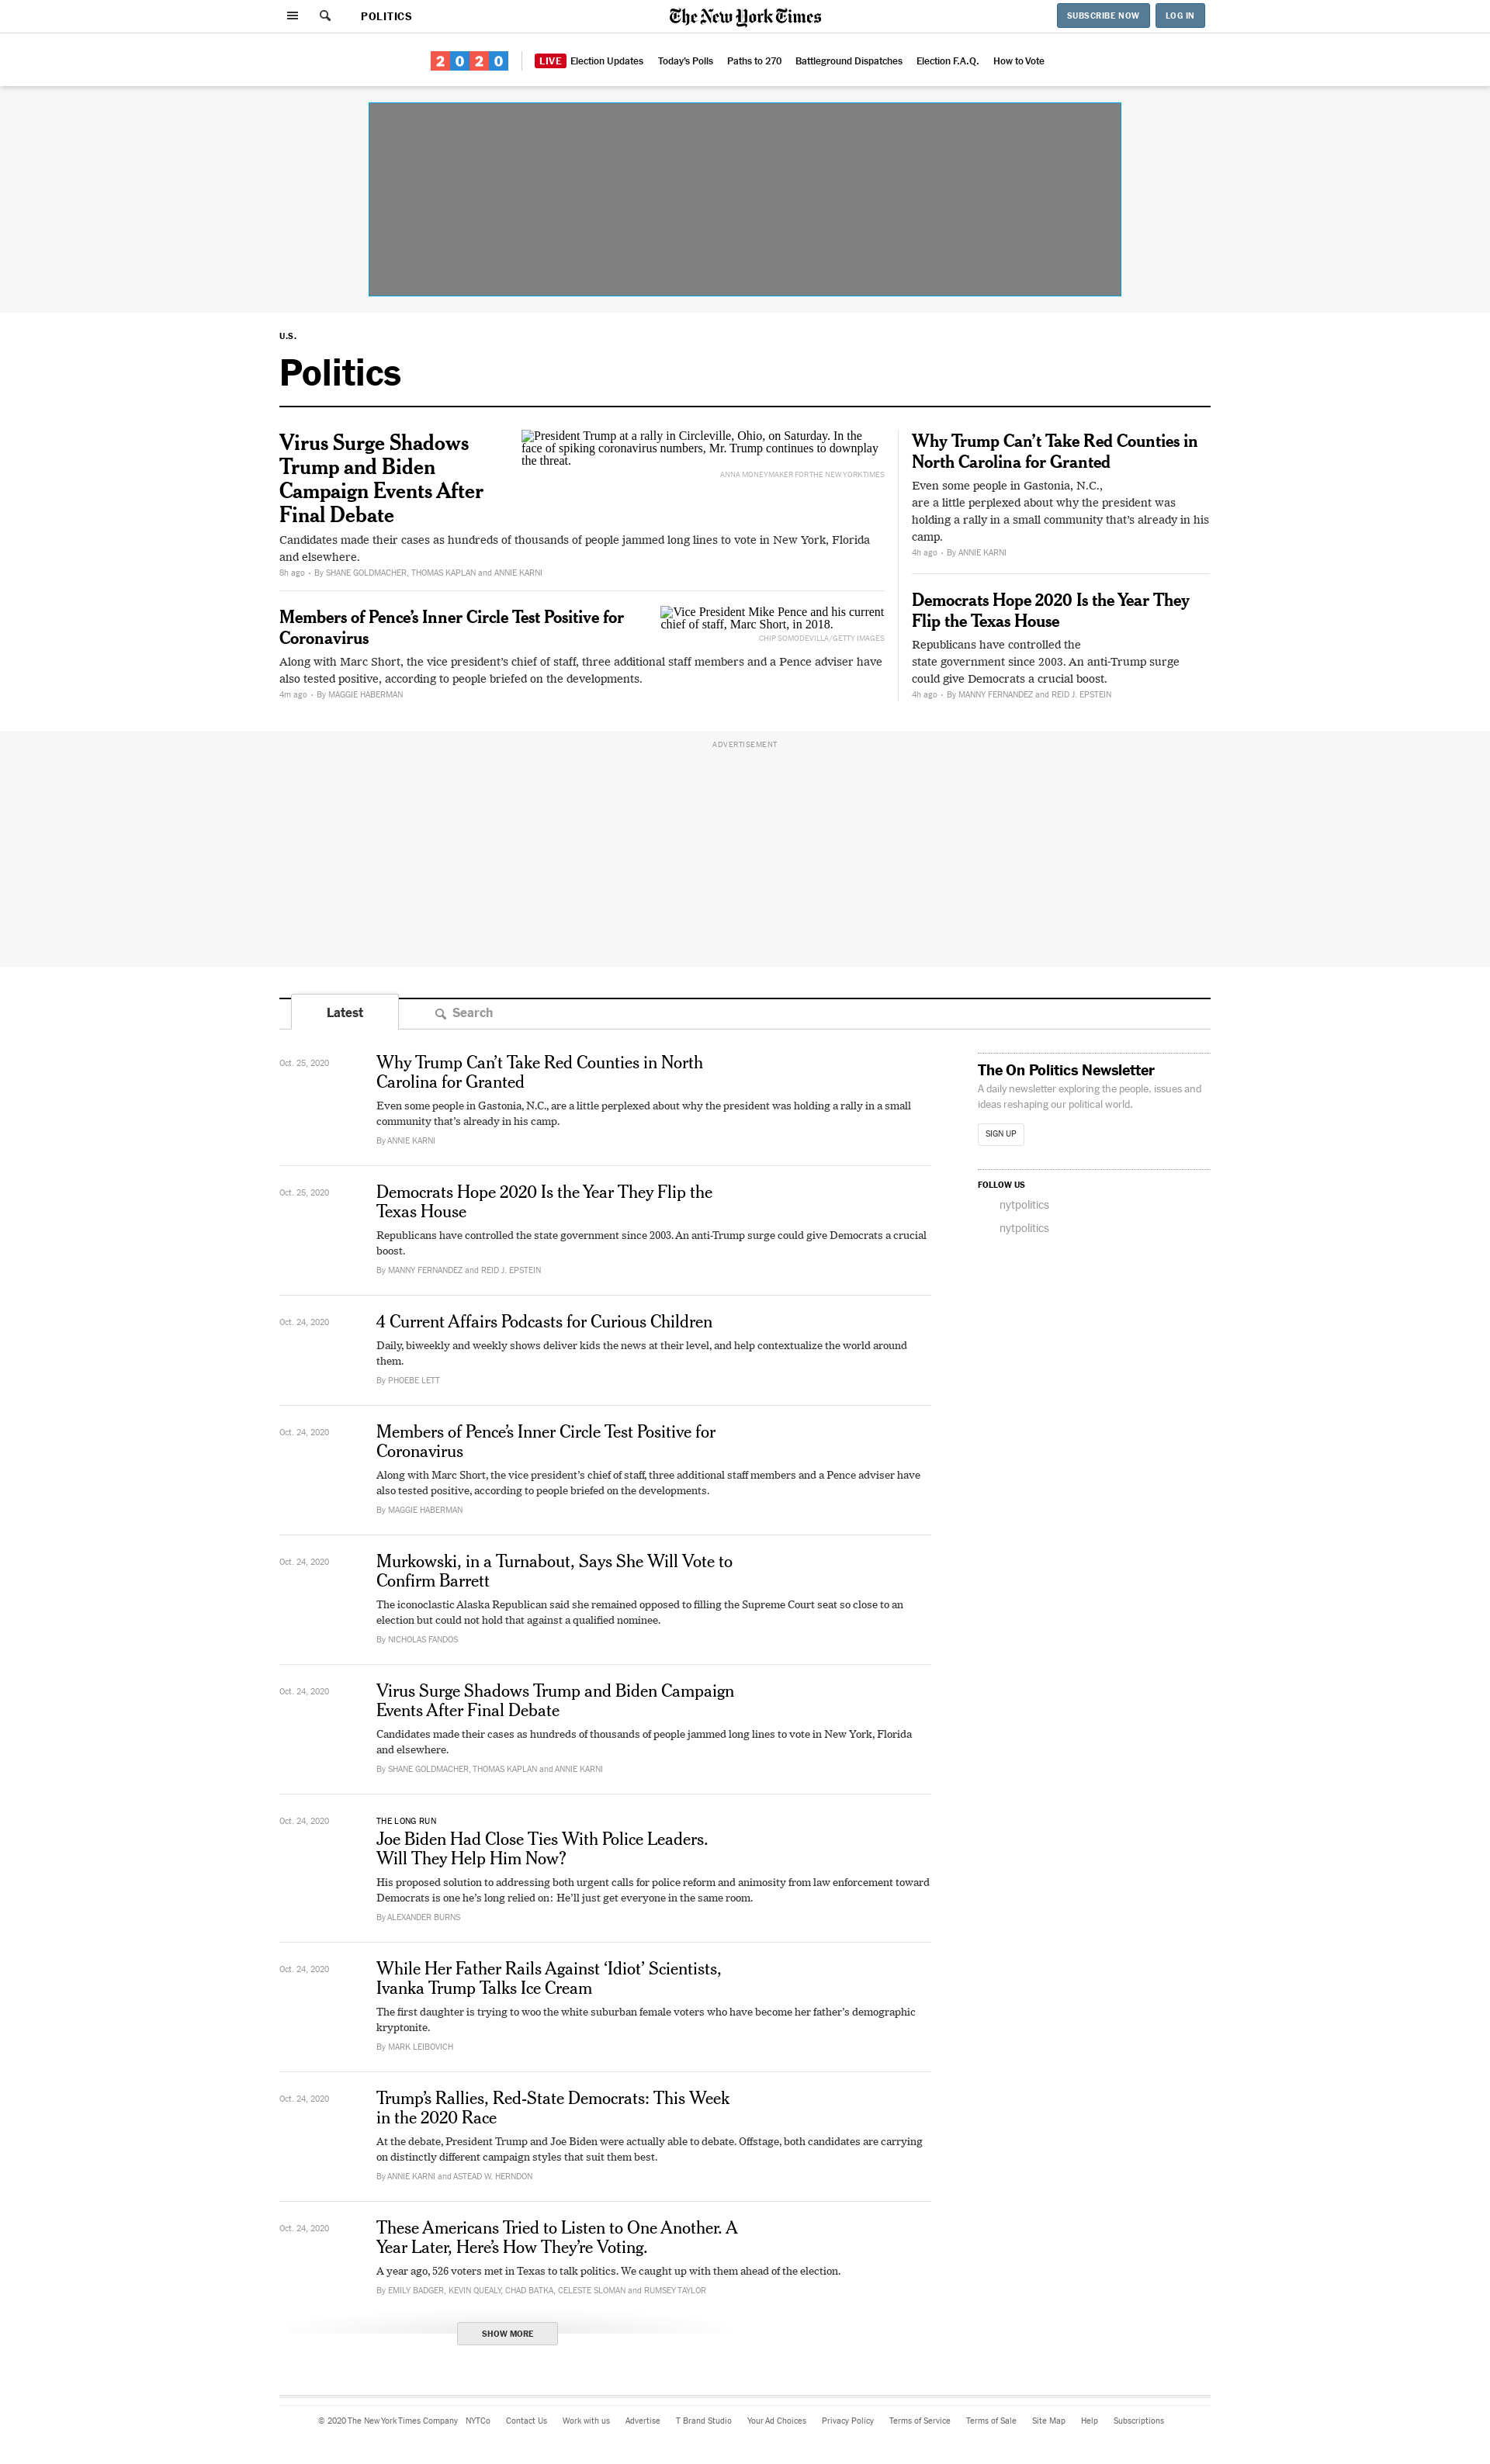 POLITICS
The New York Times
SUBSCRIBE NOW
LOG IN
2020
LIVE Election Updates Today's Polls Paths to 270 Battleground Dispatches Election F.A.Q. How to Vote
U.S.
Politics
Virus Surge Shadows
Trump and Biden
Campaign Events After
Final Debate
President Trump at a rally in Circleville, Ohio, on Saturday. In the
face of spiking coronavirus numbers, Mr. Trump continues to downplay
the threat.
ANNA MONEYMAKER FOR THE NEW YORK TIMES
Candidates made their cases as hundreds of thousands of people jammed long lines to vote in New York, Florida
and elsewhere.
8h ago • By SHANE GOLDMACHER, THOMAS KAPLAN and ANNIE KARNI
Members of Pence's Inner Circle Test Positive for
Coronavirus
Vice President Mike Pence and his current
chief of staff, Marc Short, in 2018.
CHIP SOMODEVILLA/GETTY IMAGES
Along with Marc Short, the vice president's chief of staff, three additional staff members and a Pence adviser have
also tested positive, according to people briefed on the developments.
4m ago • By MAGGIE HABERMAN
Why Trump Can't Take Red Counties in
North Carolina for Granted
Even some people in Gastonia, N.C.,
are a little perplexed about why the president was
holding a rally in a small community that's already in his
camp.
4h ago • By ANNIE KARNI
Democrats Hope 2020 Is the Year They
Flip the Texas House
Republicans have controlled the
state government since 2003. An anti-Trump surge
could give Democrats a crucial boost.
4h ago • By MANNY FERNANDEZ and REID J. EPSTEIN
ADVERTISEMENT
Latest
Search
Oct. 25, 2020
Why Trump Can't Take Red Counties in North
Carolina for Granted
Even some people in Gastonia, N.C., are a little perplexed about why the president was holding a rally in a small
community that's already in his camp.
By ANNIE KARNI
Oct. 25, 2020
Democrats Hope 2020 Is the Year They Flip the
Texas House
Republicans have controlled the state government since 2003. An anti-Trump surge could give Democrats a crucial
boost.
By MANNY FERNANDEZ and REID J. EPSTEIN
Oct. 24, 2020
4 Current Affairs Podcasts for Curious Children
Daily, biweekly and weekly shows deliver kids the news at their level, and help contextualize the world around
them.
By PHOEBE LETT
Oct. 24, 2020
Members of Pence's Inner Circle Test Positive for
Coronavirus
Along with Marc Short, the vice president's chief of staff, three additional staff members and a Pence adviser have
also tested positive, according to people briefed on the developments.
By MAGGIE HABERMAN
Oct. 24, 2020
Murkowski, in a Turnabout, Says She Will Vote to
Confirm Barrett
The iconoclastic Alaska Republican said she remained opposed to filling the Supreme Court seat so close to an
election but could not hold that against a qualified nominee.
By NICHOLAS FANDOS
Oct. 24, 2020
Virus Surge Shadows Trump and Biden Campaign
Events After Final Debate
Candidates made their cases as hundreds of thousands of people jammed long lines to vote in New York, Florida
and elsewhere.
By SHANE GOLDMACHER, THOMAS KAPLAN and ANNIE KARNI
Oct. 24, 2020
THE LONG RUN
Joe Biden Had Close Ties With Police Leaders.
Will They Help Him Now?
His proposed solution to addressing both urgent calls for police reform and animosity from law enforcement toward
Democrats is one he's long relied on: He'll just get everyone in the same room.
By ALEXANDER BURNS
Oct. 24, 2020
While Her Father Rails Against 'Idiot' Scientists,
Ivanka Trump Talks Ice Cream
The first daughter is trying to woo the white suburban female voters who have become her father's demographic
kryptonite.
By MARK LEIBOVICH
Oct. 24, 2020
Trump's Rallies, Red-State Democrats: This Week
in the 2020 Race
At the debate, President Trump and Joe Biden were actually able to debate. Offstage, both candidates are carrying
on distinctly different campaign styles that suit them best.
By ANNIE KARNI and ASTEAD W. HERNDON
Oct. 24, 2020
These Americans Tried to Listen to One Another. A
Year Later, Here's How They're Voting.
A year ago, 526 voters met in Texas to talk politics. We caught up with them ahead of the election.
By EMILY BADGER, KEVIN QUEALY, CHAD BATKA, CELESTE SLOMAN and RUMSEY TAYLOR
SHOW MORE
The On Politics Newsletter
A daily newsletter exploring the people, issues and
ideas reshaping our political world.
SIGN UP
FOLLOW US
nytpolitics
nytpolitics
© 2020 The New York Times Company NYTCo Contact Us Work with us Advertise T Brand Studio Your Ad Choices Privacy Policy Terms of Service Terms of Sale Site Map Help Subscriptions